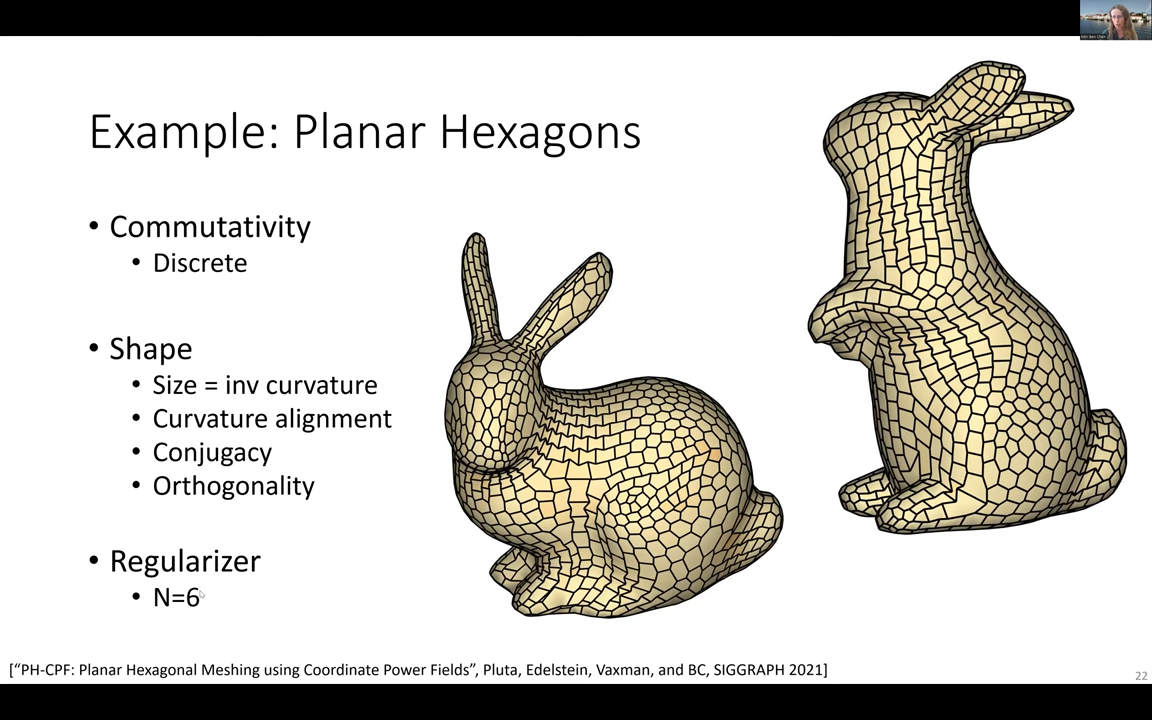 Example: Planar Hexagons
• Commutativity
• Discrete
• Shape
• Size = inv curvature
• Curvature alignment
• Conjugacy
• Orthogonality
• Regularizer
• N=6
[“PH-CPF: Planar Hexagonal Meshing using Coordinate Power Fields”, Pluta, Edelstein, Vaxman, and BC, SIGGRAPH 2021]
22